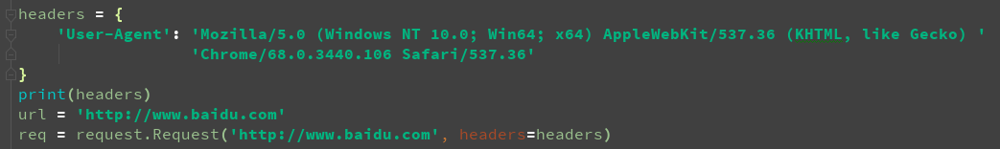 headers = {
    'User-Agent': 'Mozilla/5.0 (Windows NT 10.0; Win64; x64) AppleWebKit/537.36 (KHTML, like Gecko) '
                  'Chrome/68.0.3440.106 Safari/537.36'
}
print(headers)
url = 'http://www.baidu.com'
req = request.Request('http://www.baidu.com', headers=headers)